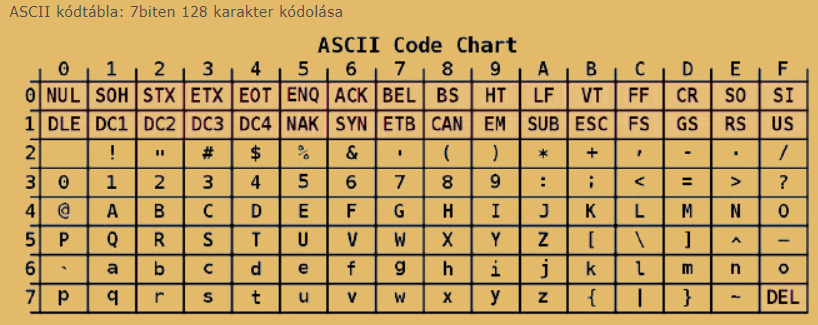 ASCII kódtábla: 7biten 128 karakter kódolása
ASCII Code Chart
0 1 2 3 4 5 6 7 8 9 A B C D E F
0 NUL SOH STX ETX EOT ENQ ACK BEL BS HT LF VT FF CR SO SI
1 DLE DC1 DC2 DC3 DC4 NAK SYN ETB CAN EM SUB ESC FS GS RS US
2 ! " # $ % & ' ( ) * + , - . /
3 0 1 2 3 4 5 6 7 8 9 : ; < = > ?
4 @ A B C D E F G H I J K L M N O
5 P Q R S T U V W X Y Z [ \ ] ^ _
6 ` a b c d e f g h i j k l m n o
7 p q r s t u v w x y z { | } ~ DEL